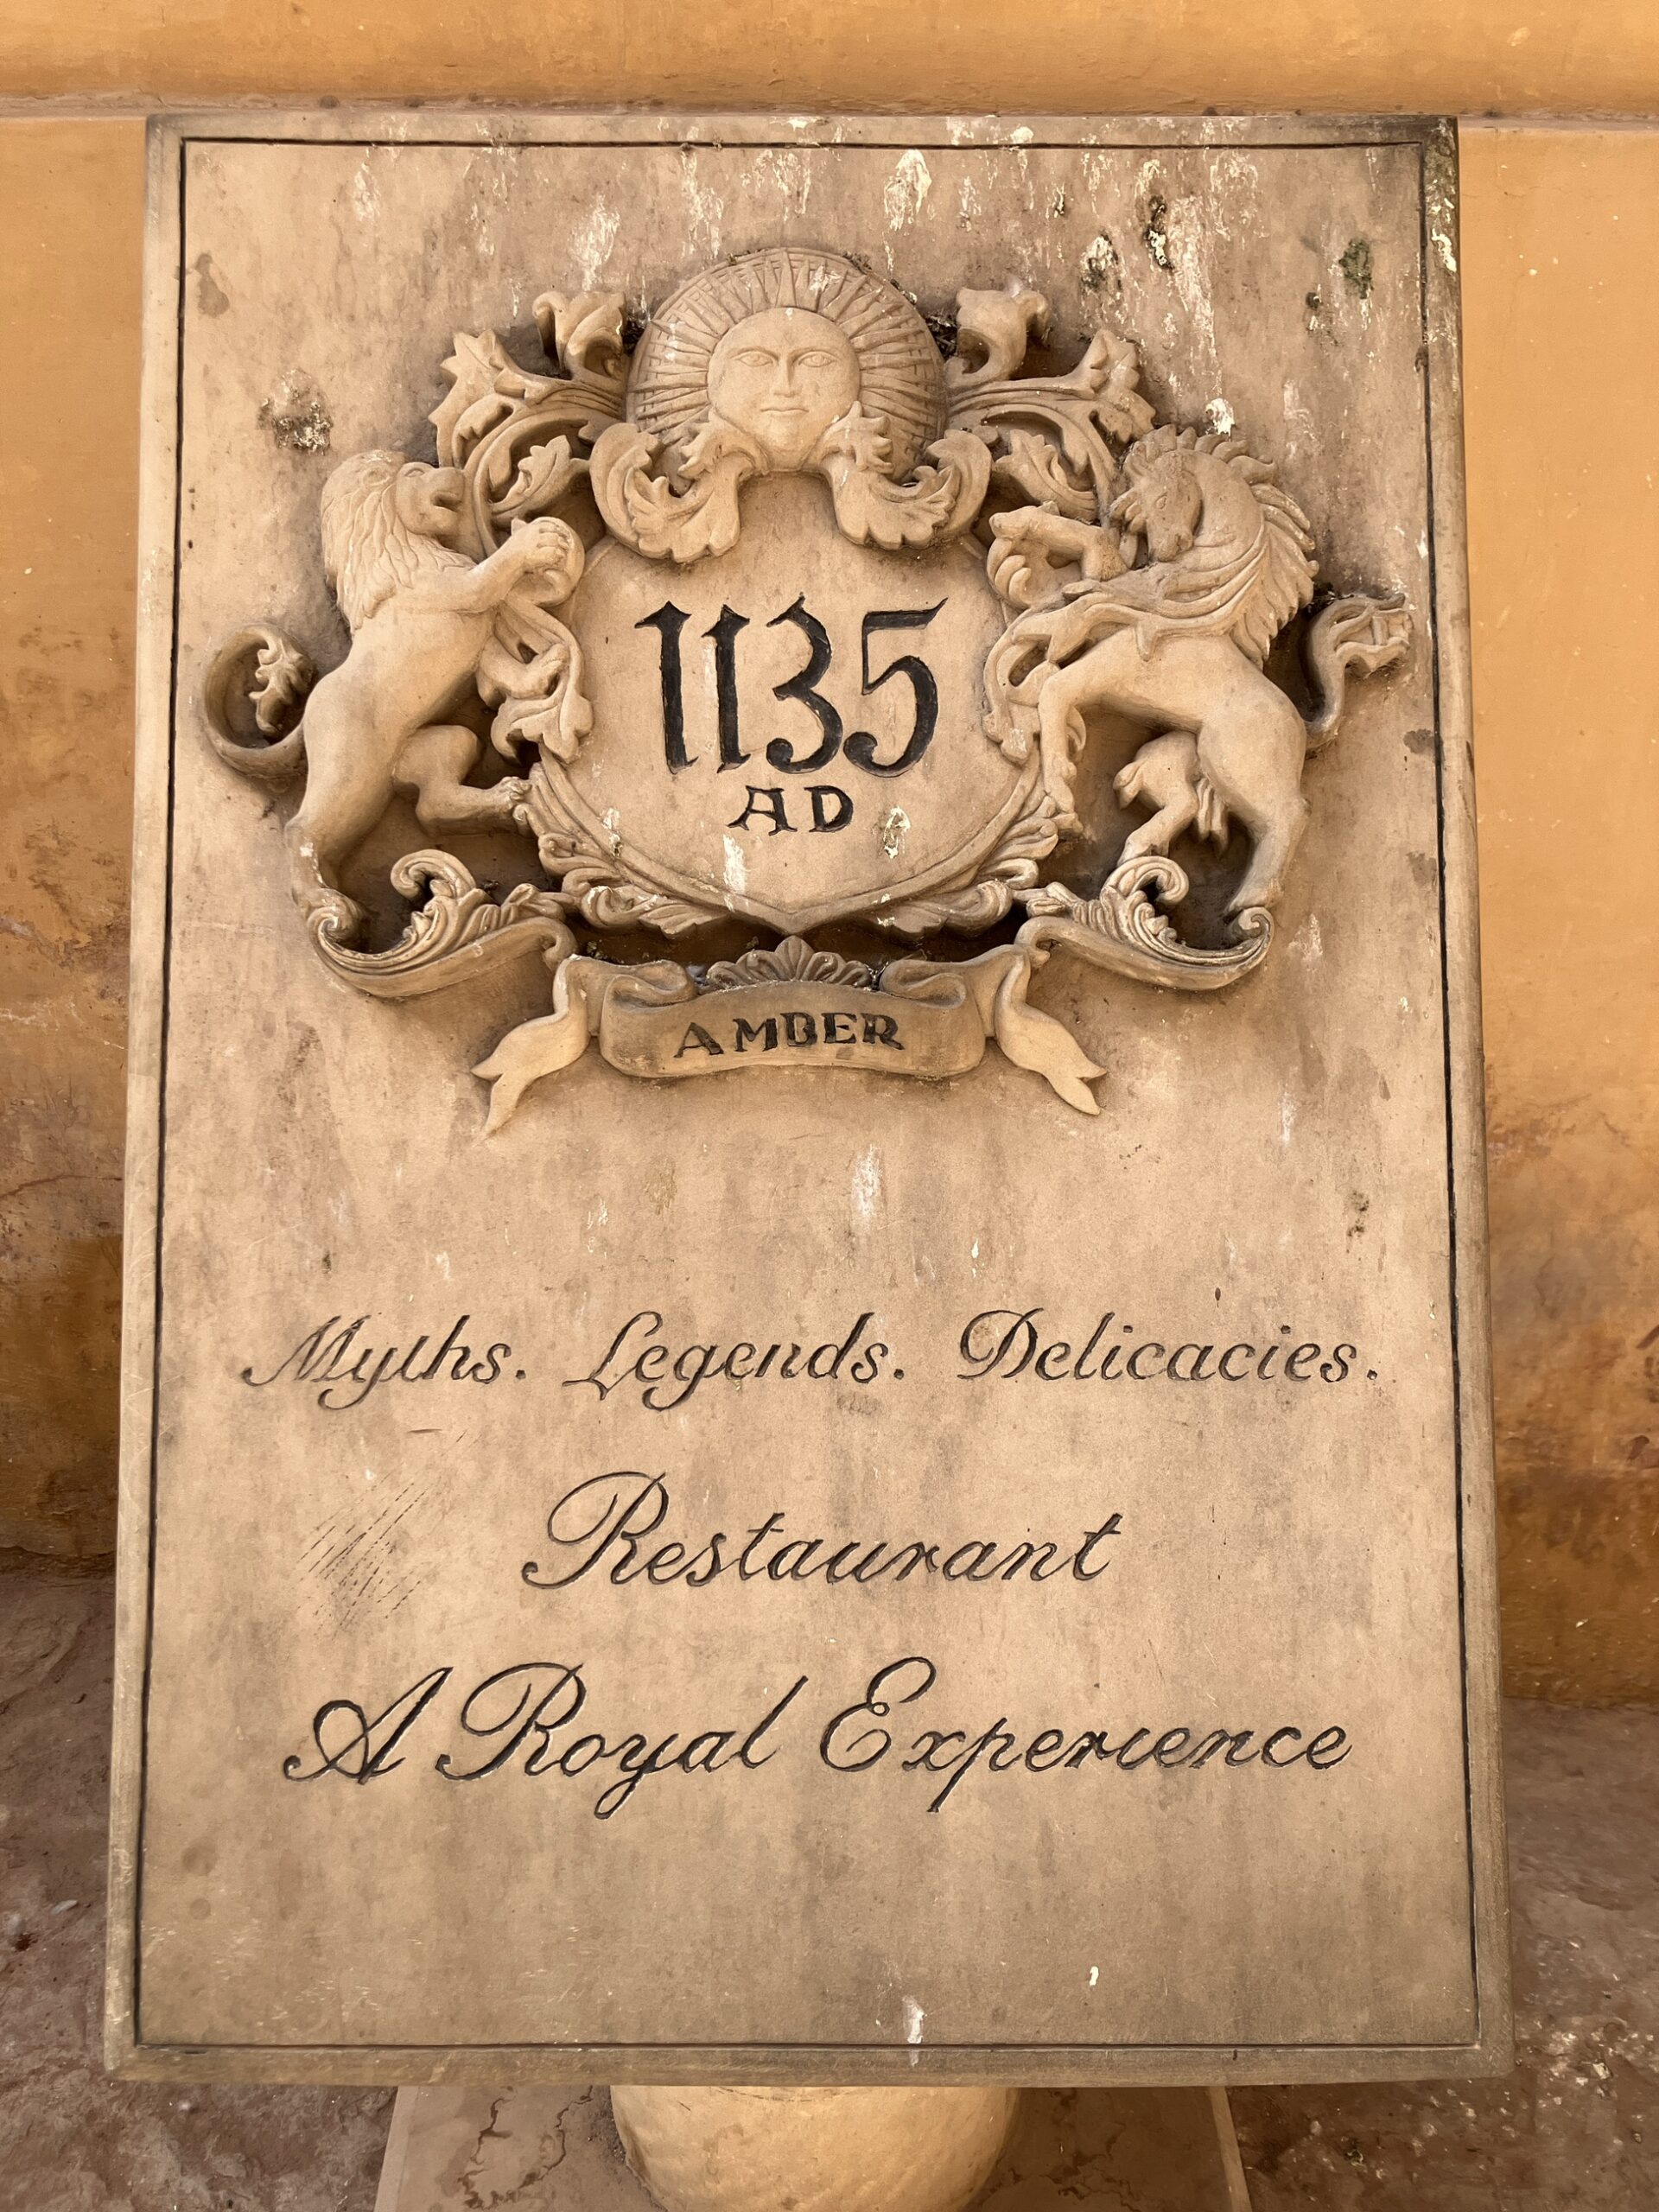 1135
AD
AMBER
Myths. Legends. Delicacies.
Restaurant
A Royal Experience